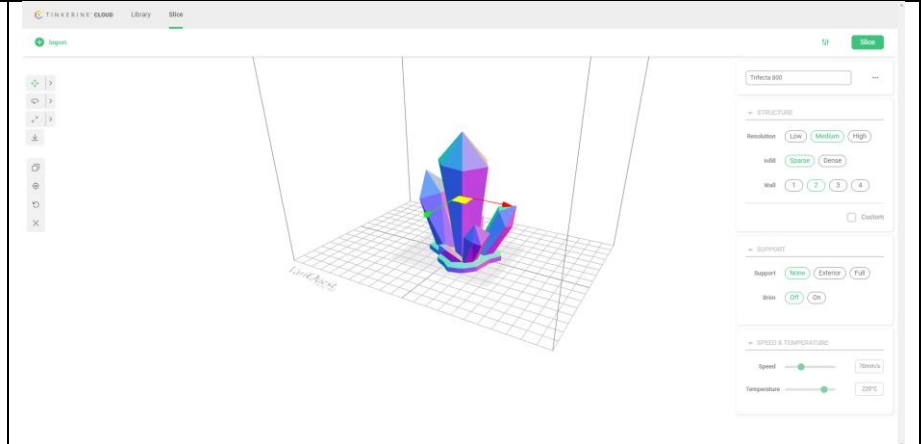 TINKERINE CLOUD Library Slice
Import
Slice
Trifecta 800
STRUCTURE
Resolution Low Medium High
Infill Sparse Dense
Wall 1 2 3 4
Custom
SUPPORT
Support None Exterior Full
Brim Off On
SPEED & TEMPERATURE
Speed 70mm/s
Temperature 220°C